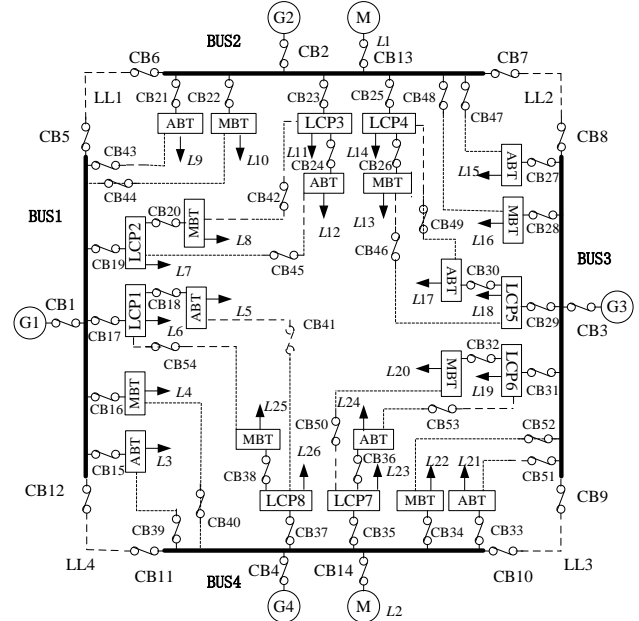 G2
M
BUS2
L1
CB6
CB2
CB13
CB7
CB21
CB22
CB23
CB25
CB48
CB47
LL1
LL2
ABT
MBT
LCP3
LCP4
CB5
CB8
CB43
L9
L10
L11
L14
ABT
CB24
CB26
L15
CB27
CB44
CB42
ABT
MBT
BUS1
CB20
MBT
L12
L13
MBT
CB49
L16
CB28
LCP2
L8
CB46
BUS3
CB19
L7
CB45
ABT
CB30
L17
LCP5
L18
CB1
LCP1
CB18
ABT
L5
G1
G3
CB29
CB3
CB17
L6
CB41
CB54
CB32
L20
MBT
LCP6
L19
MBT
L4
CB31
L25
L24
CB16
CB50
CB53
CB52
MBT
ABT
ABT
L3
L26
CB36
L23
L22
L21
CB15
CB38
CB51
CB12
CB9
LCP8
LCP7
MBT
ABT
CB39
CB40
CB37
CB35
CB34
CB33
LL4
CB11
BUS4
CB4
CB14
CB10
LL3
G4
M
L2